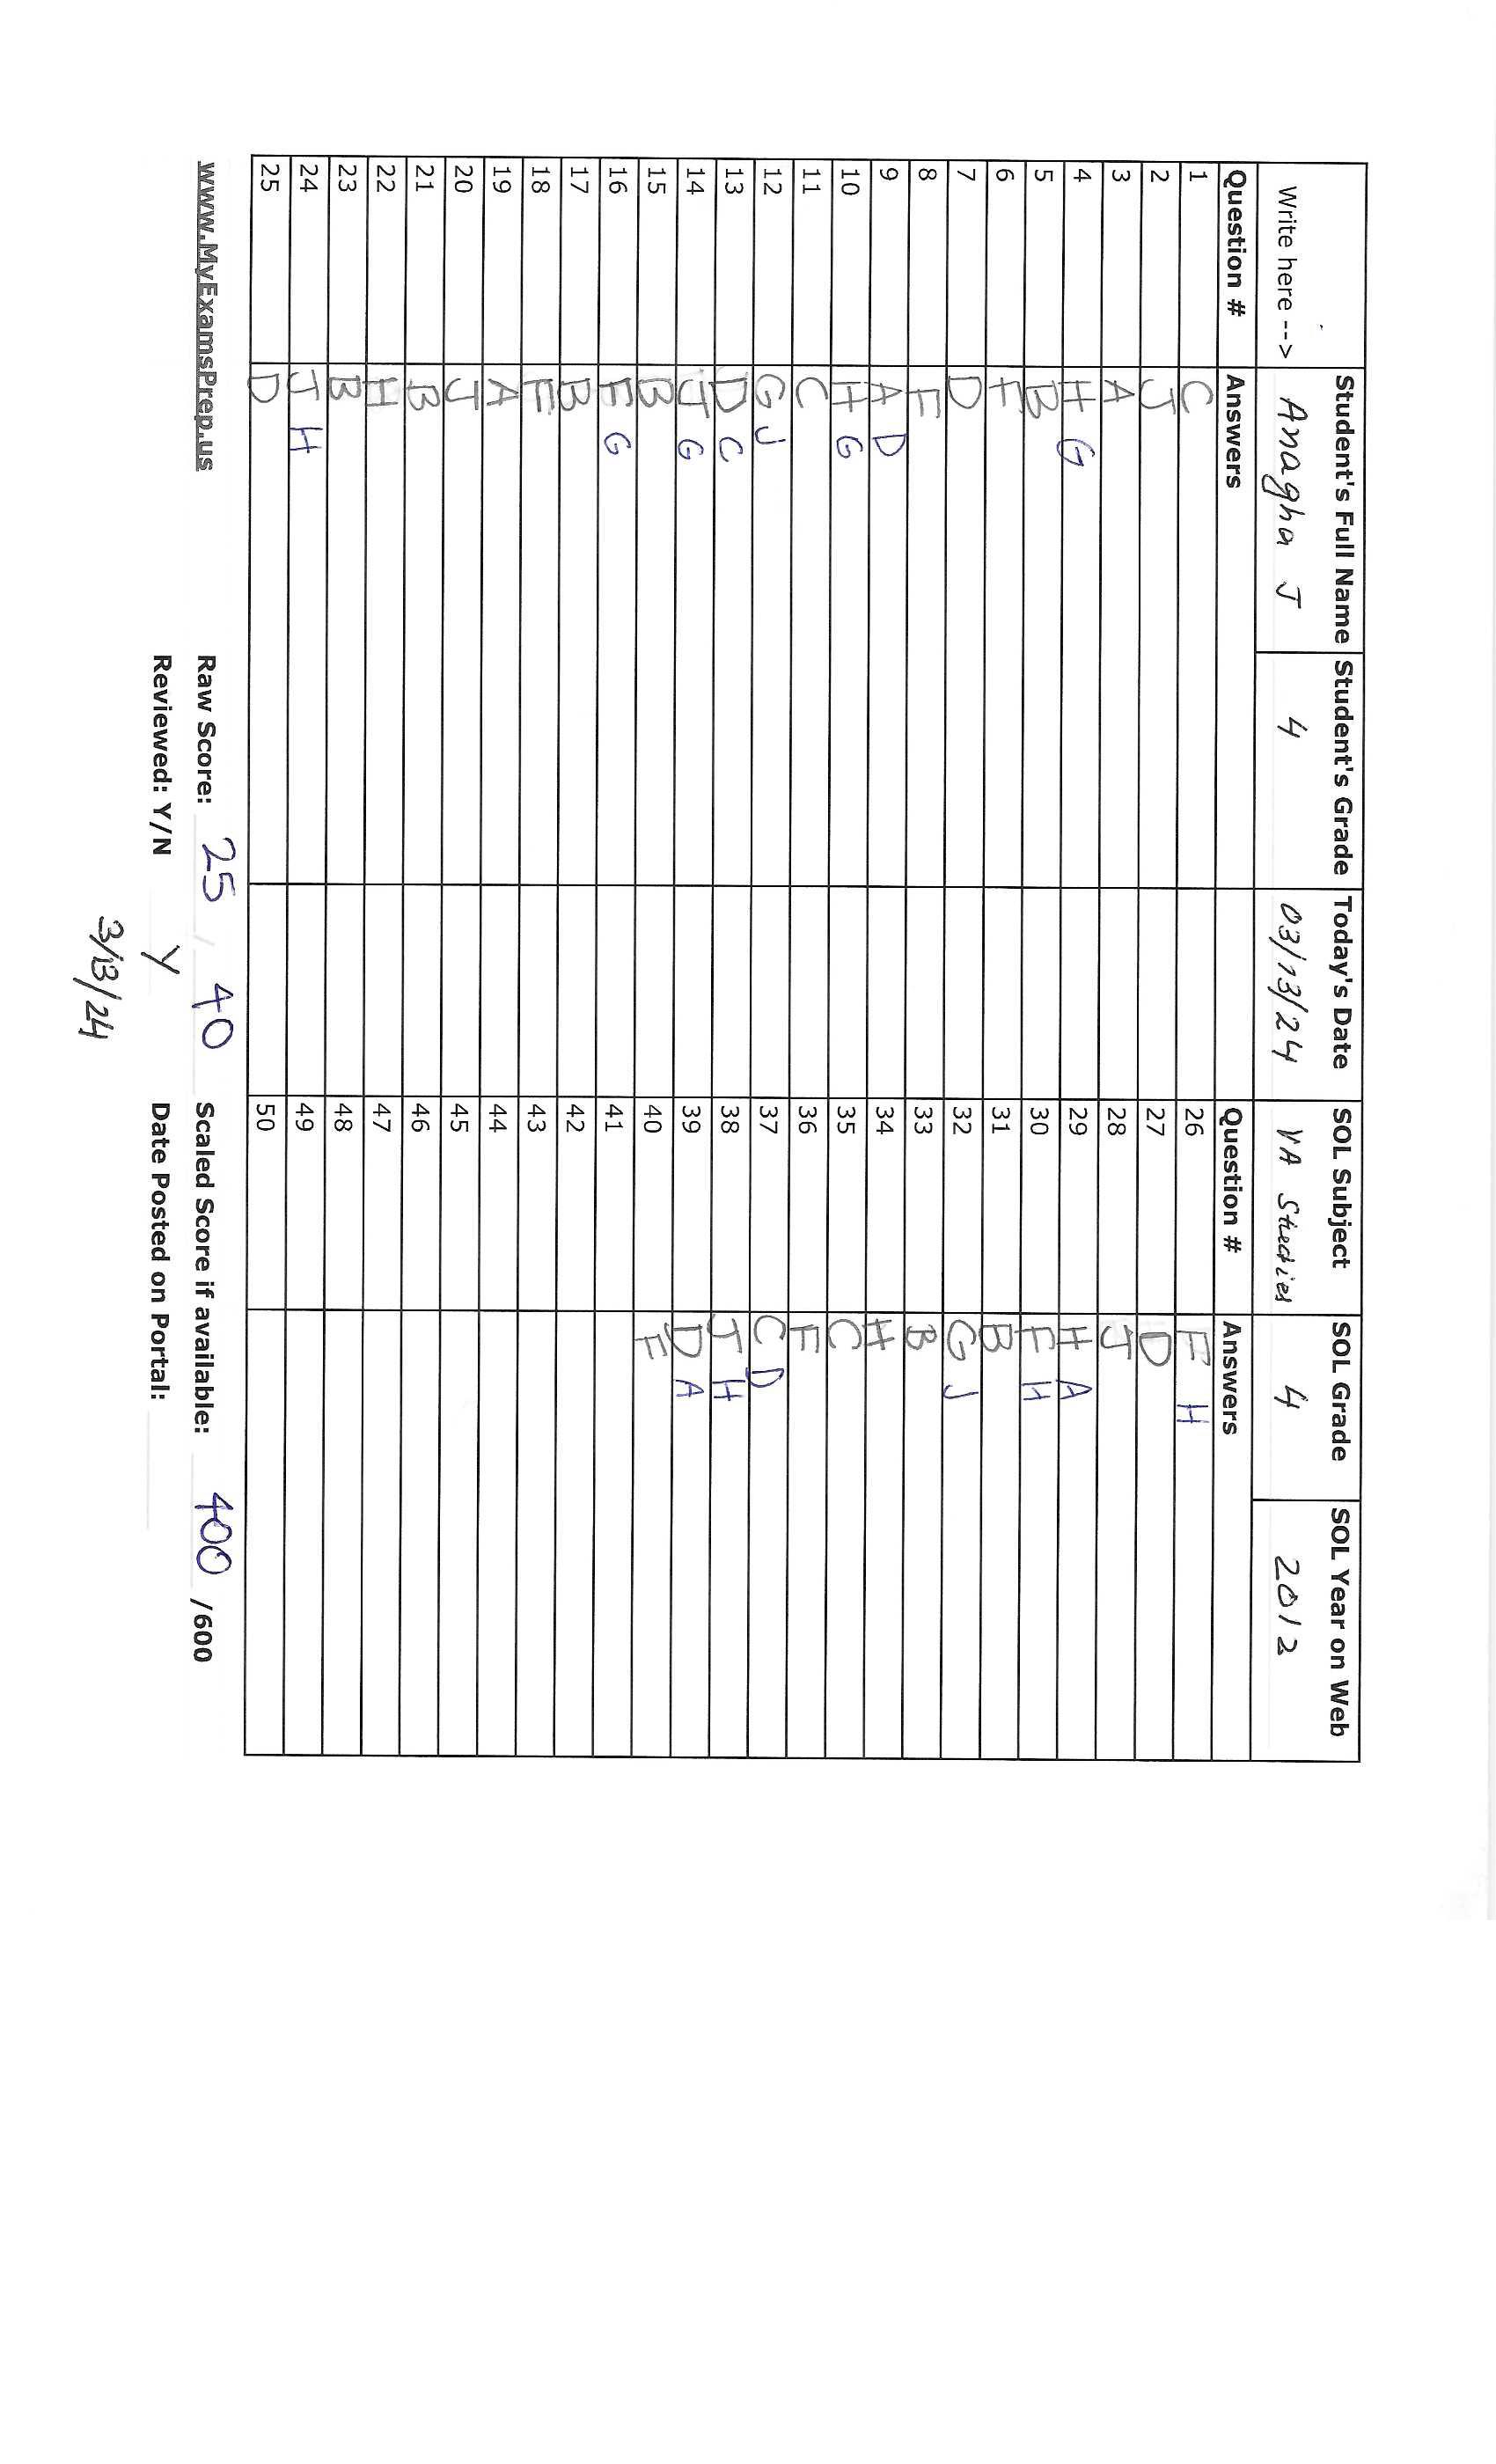 Student's Full Name Student's Grade Today's Date SOL Subject SOL Grade SOL Year on Web
Write here --> Anagha J 4 03/13/24 VA Studies 4 2012
Question # Answers Question # Answers
1 C 26 F H
2 J 27 D
3 A 28 J
4 H G 29 H A
5 B 30 F H
6 F 31 B
7 D 32 G J
8 F 33 B
9 A D 34 H
10 H G 35 C
11 C 36 F
12 G J 37 C D
13 D C 38 J H
14 J G 39 D A
15 B 40 F
16 F G 41
17 B 42
18 F 43
19 A 44
20 J 45
21 B 46
22 H 47
23 B 48
24 J H 49
25 D 50
www.MyExamsPrep.us Raw Score: 25 / 40 Scaled Score if available: 400 /600
Reviewed: Y/N Y Date Posted on Portal:
3/13/24